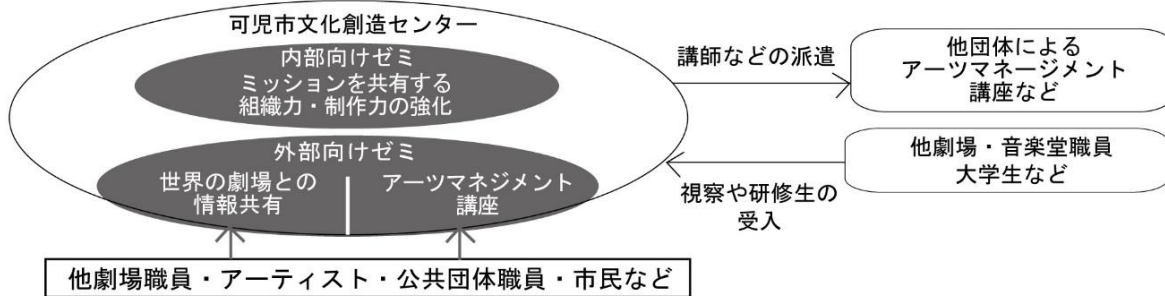 可児市文化創造センター
内部向けゼミ
ミッションを共有する
組織力・制作力の強化
外部向けゼミ
世界の劇場との
情報共有
アーツマネジメント
講座
他劇場職員・アーティスト・公共団体職員・市民など
講師などの派遣
他団体による
アーツマネージメント
講座など
他劇場・音楽堂職員
大学生など
視察や研修生の
受入